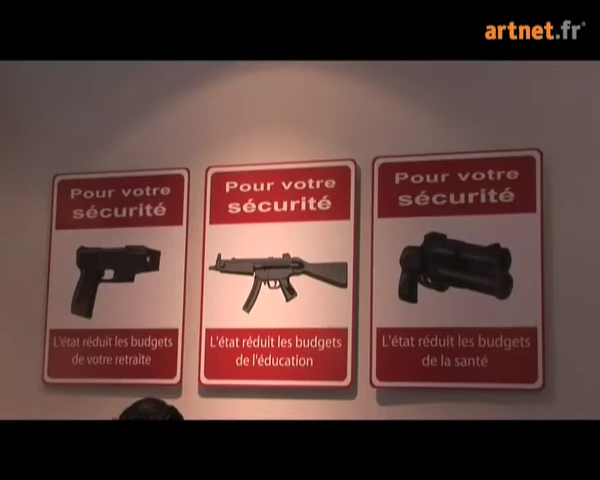 artnet.fr
Pour votre
sécurité
L'état réduit les budgets
de votre retraite
Pour votre
sécurité
L'état réduit les budgets
de l'éducation
Pour votre
sécurité
L'état réduit les budgets
de la santé